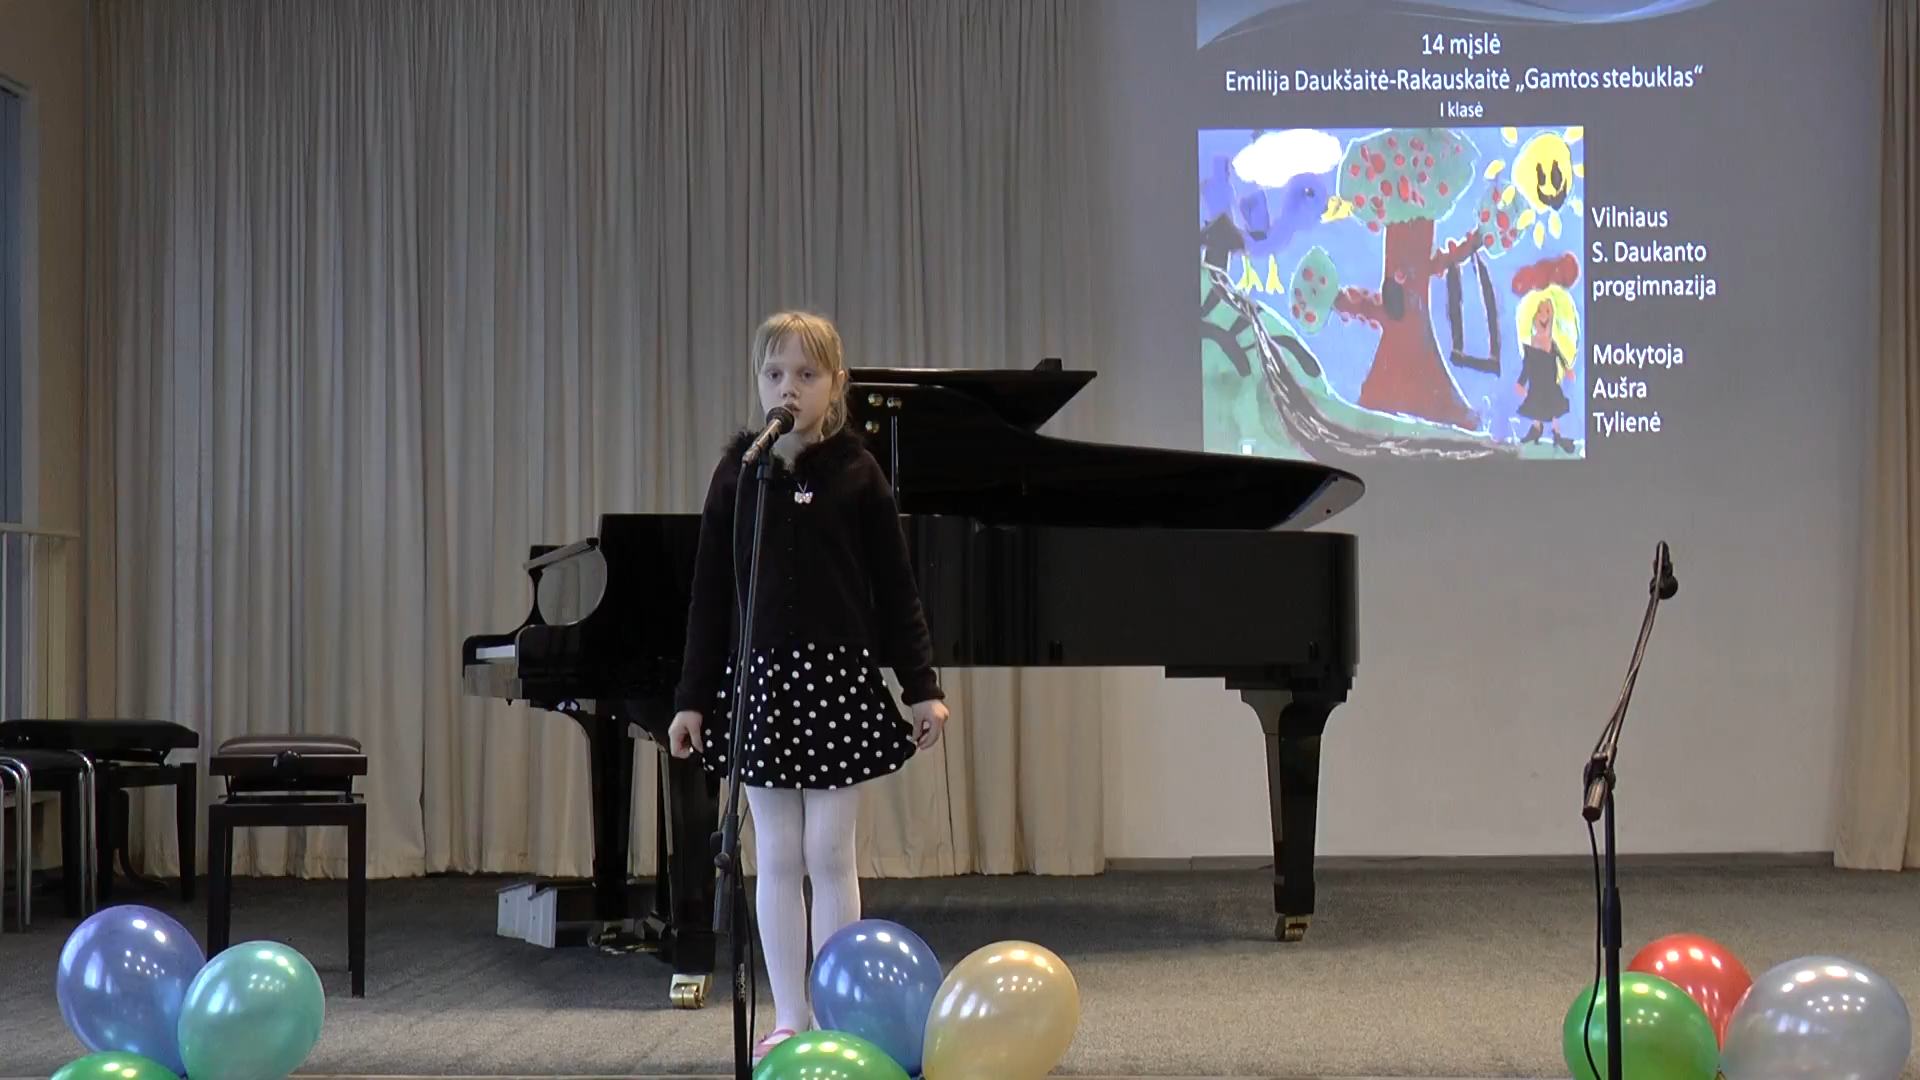 14 mįslė
Emilija Daukšaitė-Rakauskaitė „Gamtos stebuklas“
I klasė
Vilniaus
S. Daukanto
progimnazija
Mokytoja
Aušra
Tylienė